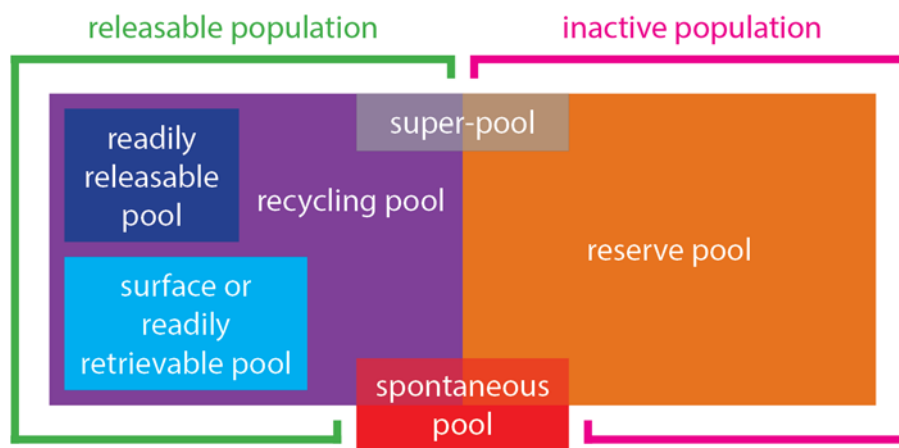 releasable population
inactive population
super-pool
readily
releasable
pool
recycling pool
reserve pool
surface or
readily
retrievable pool
spontaneous
pool